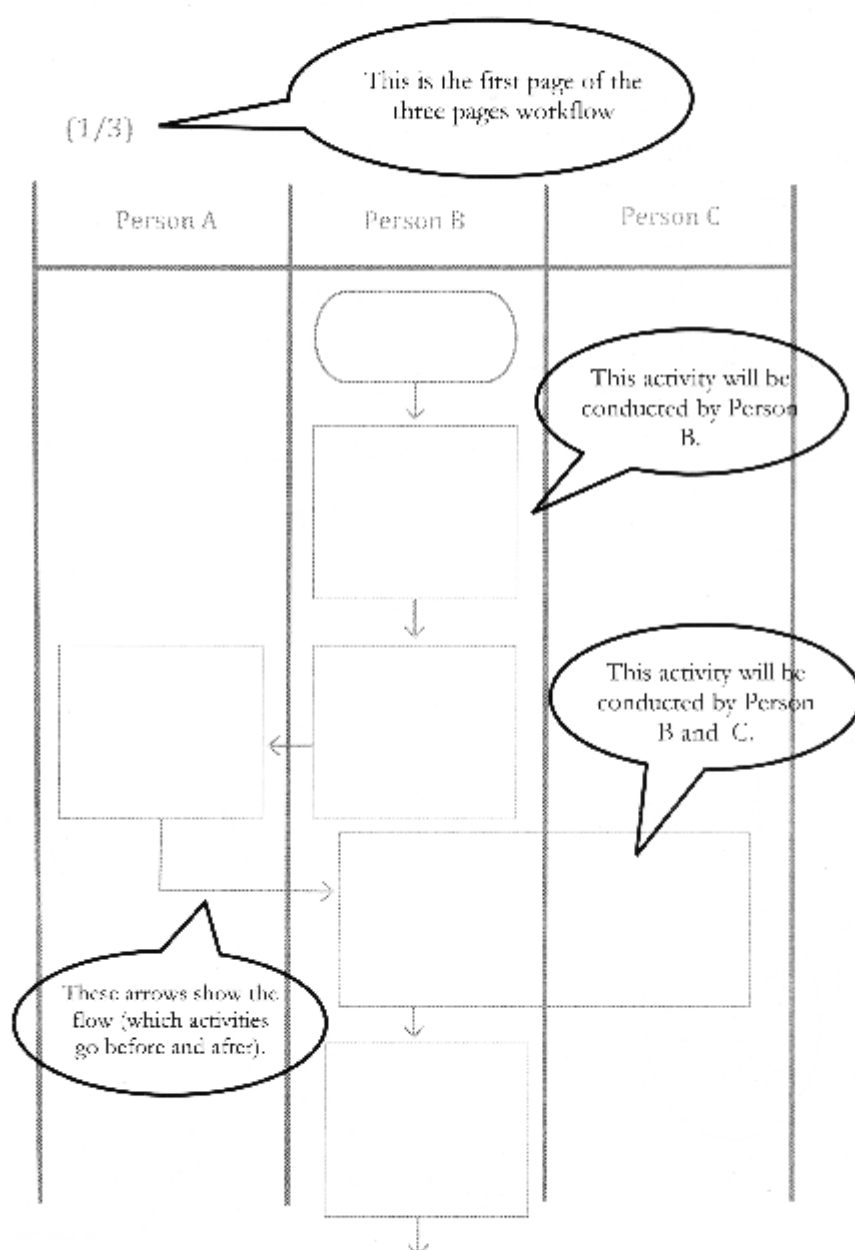 This is the first page of the
three pages workflow
(1/3)
Person A
Person B
Person C
This activity will be
conducted by Person
B.
This activity will be
conducted by Person
B and C.
These arrows show the
flow (which activities
go before and after).